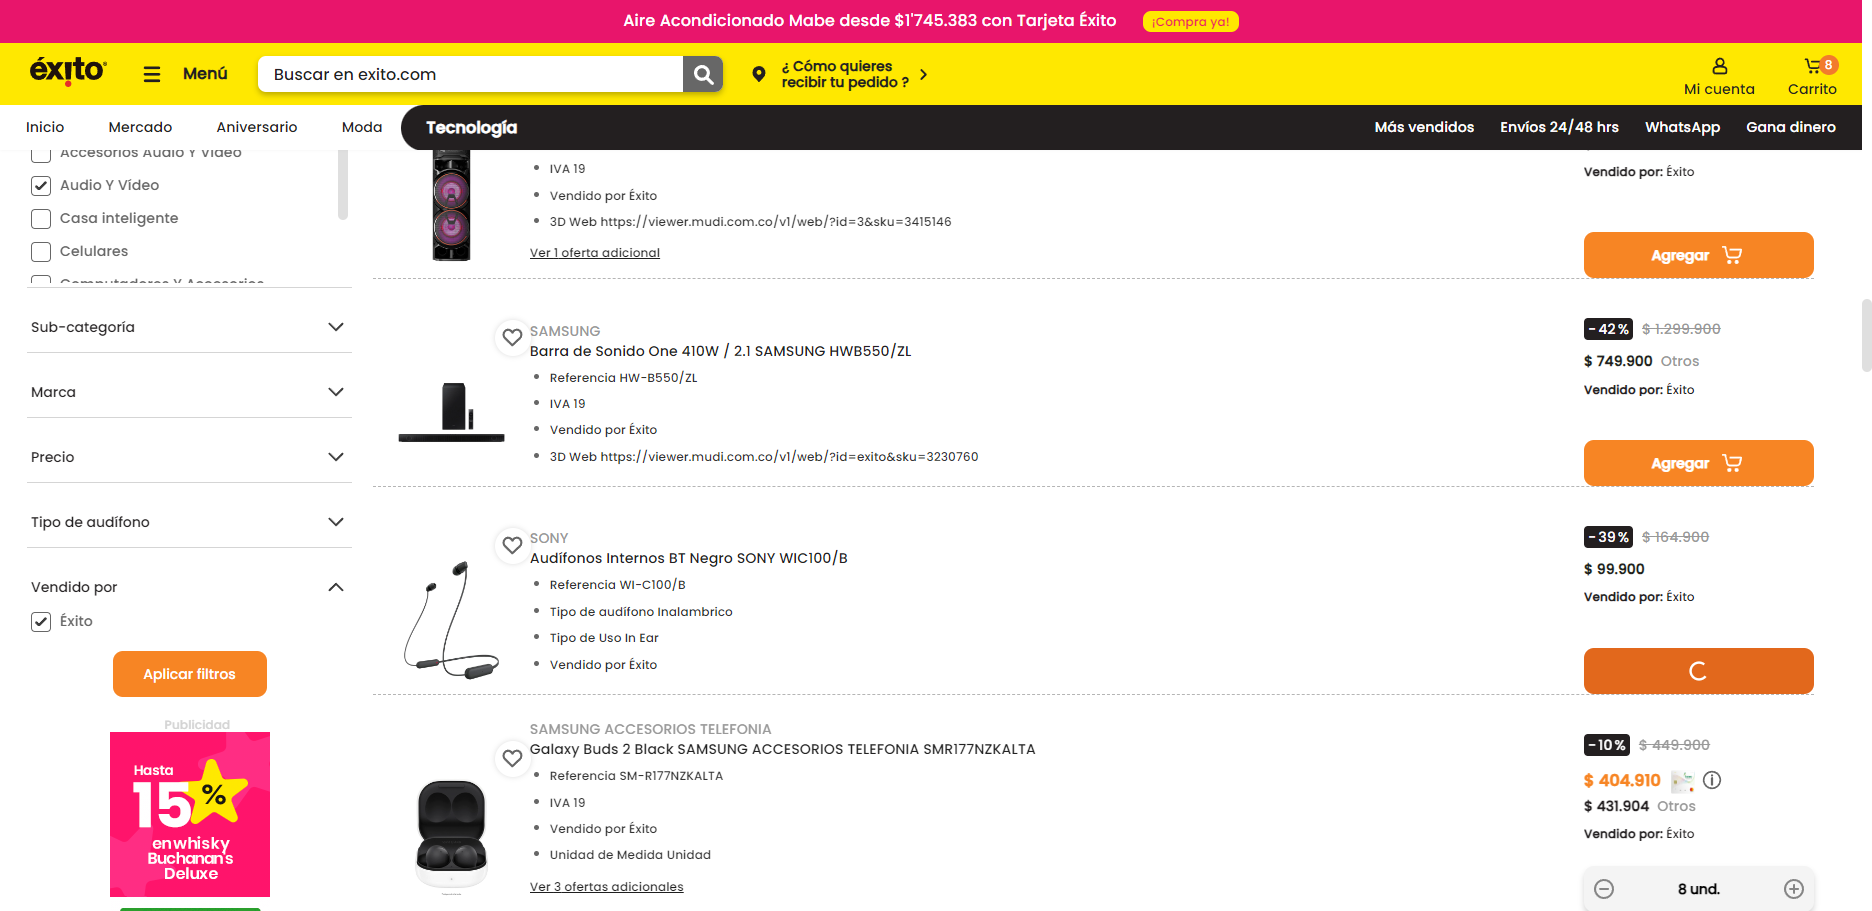 Aire Acondicionado Mabe desde $1'745.383 con Tarjeta Éxito ¡Compra ya!
éxito
Menú
Buscar en exito.com
¿ Cómo quieres
recibir tu pedido ?
Mi cuenta
8
Carrito
Inicio
Mercado
Aniversario
Moda
Tecnología
Más vendidos
Envíos 24/48 hrs
WhatsApp
Gana dinero
Accesorios Audio Y Vídeo
Audio Y Vídeo
Casa inteligente
Celulares
Computadores Y Accesorios
Sub-categoría
Marca
Precio
Tipo de audífono
Vendido por
Éxito
Aplicar filtros
Publicidad
Hasta
15%
en whisky
Buchanan's
Deluxe
IVA 19
Vendido por Éxito
3D Web https://viewer.mudi.com.co/v1/web/?id=3&sku=3415146
Ver 1 oferta adicional
Vendido por: Éxito
Agregar
SAMSUNG
Barra de Sonido One 410W / 2.1 SAMSUNG HWB550/ZL
Referencia HW-B550/ZL
IVA 19
Vendido por Éxito
3D Web https://viewer.mudi.com.co/v1/web/?id=exito&sku=3230760
-42% $ 1.299.900
$ 749.900 Otros
Vendido por: Éxito
Agregar
SONY
Audífonos Internos BT Negro SONY WIC100/B
Referencia WI-C100/B
Tipo de audífono Inalambrico
Tipo de Uso In Ear
Vendido por Éxito
-39% $ 164.900
$ 99.900
Vendido por: Éxito
SAMSUNG ACCESORIOS TELEFONIA
Galaxy Buds 2 Black SAMSUNG ACCESORIOS TELEFONIA SMR177NZKALTA
Referencia SM-R177NZKALTA
IVA 19
Vendido por Éxito
Unidad de Medida Unidad
Ver 3 ofertas adicionales
-10% $ 449.900
$ 404.910
$ 431.904 Otros
Vendido por: Éxito
8 und.